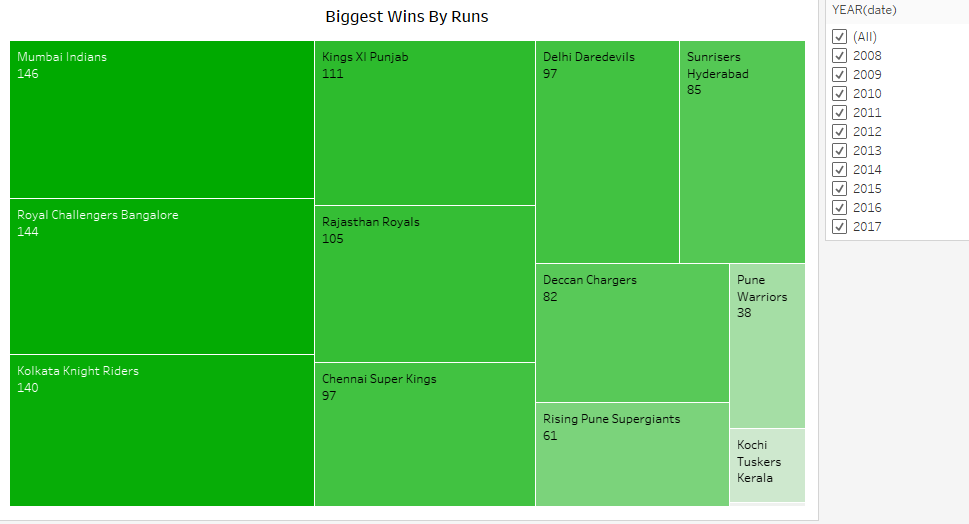 Biggest Wins By Runs
Mumbai Indians
146
Royal Challengers Bangalore
144
Kolkata Knight Riders
140
Kings XI Punjab
111
Rajasthan Royals
105
Chennai Super Kings
97
Delhi Daredevils
97
Sunrisers
Hyderabad
85
Deccan Chargers
82
Rising Pune Supergiants
61
Pune
Warriors
38
Kochi
Tuskers
Kerala
YEAR(date)
(All)
2008
2009
2010
2011
2012
2013
2014
2015
2016
2017